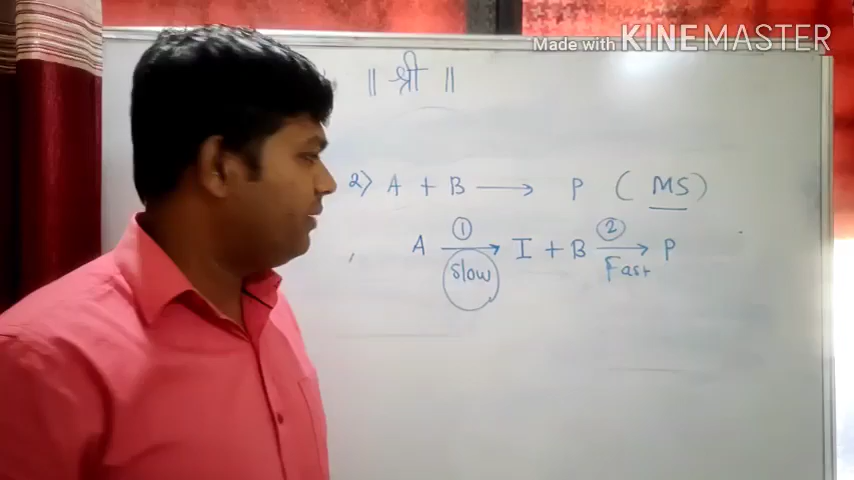 Made with KINEMASTER
॥ श्री ॥
2) A + B ⟶ P ( MS )
① ②
A ⟶ I + B ⟶ P
Slow Fast